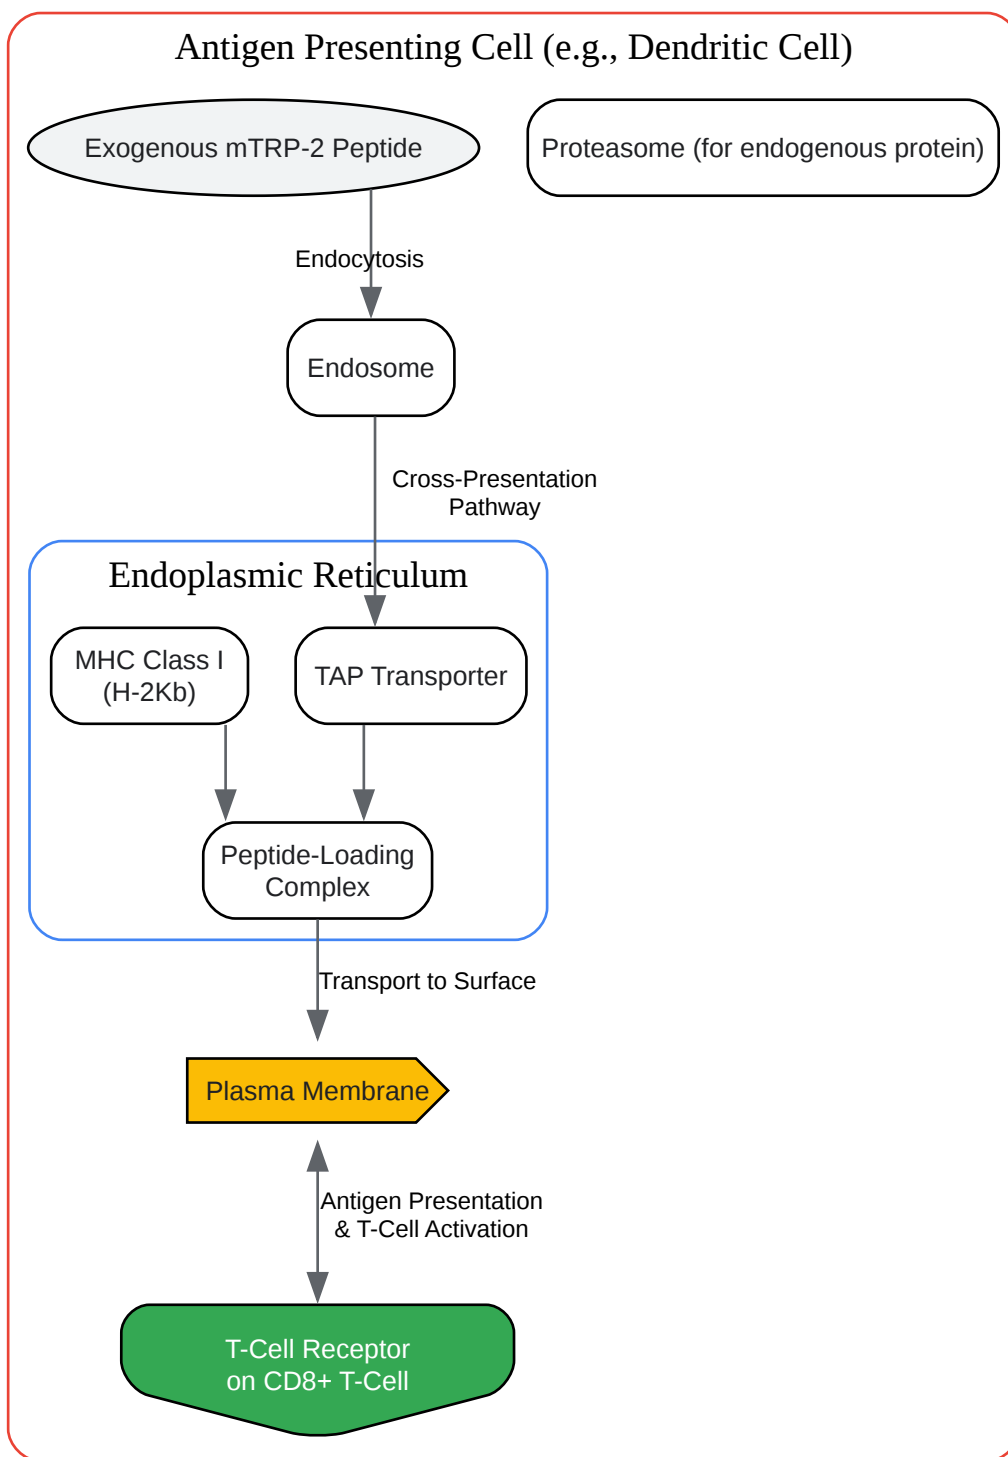 Antigen Presenting Cell (e.g., Dendritic Cell)
Exogenous mTRP-2 Peptide
Proteasome (for endogenous protein)
Endocytosis
Endosome
Cross-Presentation
Pathway
Endoplasmic Reticulum
MHC Class I
(H-2Kb)
TAP Transporter
Peptide-Loading
Complex
Transport to Surface
Plasma Membrane
Antigen Presentation
& T-Cell Activation
T-Cell Receptor
on CD8+ T-Cell